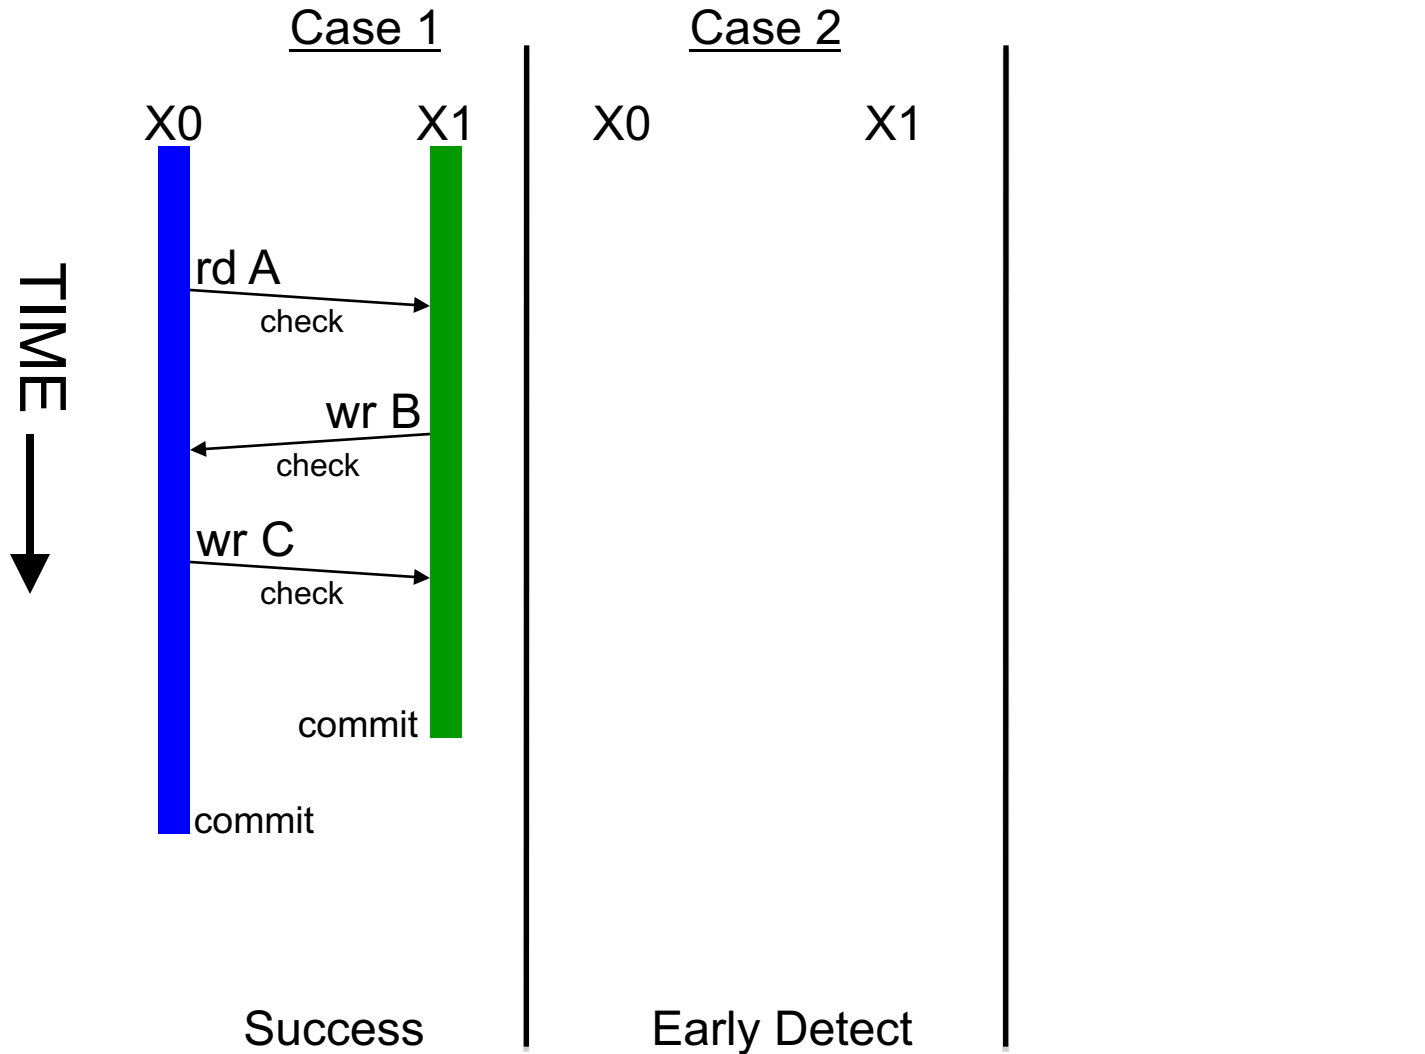 Case 1
Case 2
X0
X1
X0
X1
TIME
rd A
check
wr B
check
wr C
check
commit
commit
Success
Early Detect